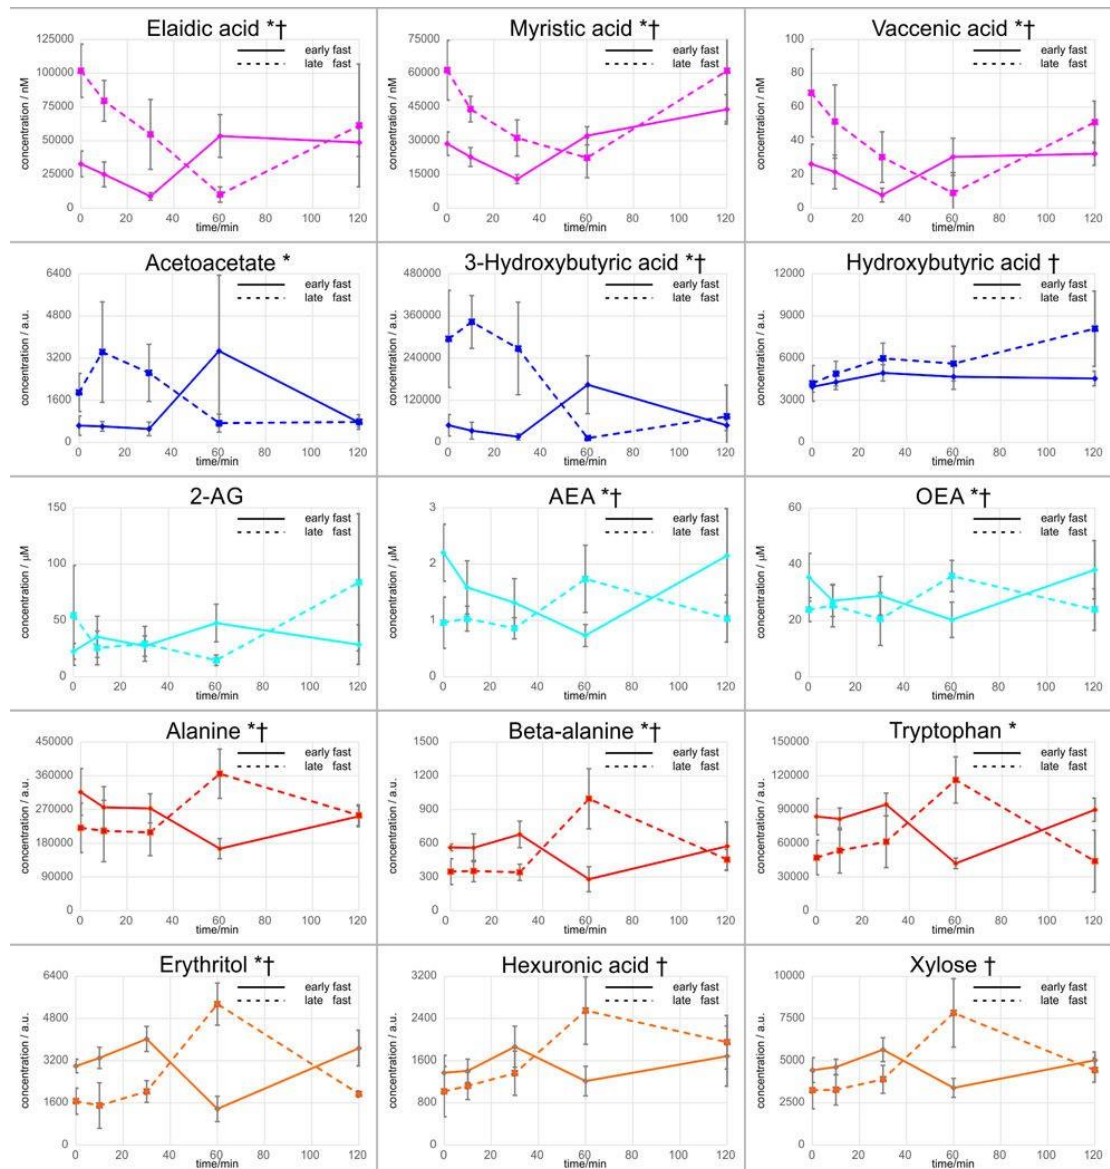 Elaidic acid *†
125000
100000
75000
50000
25000
0
concentration / nM
early fast
late fast
0 20 40 60 80 100 120
time/min
Myristic acid *†
75000
60000
45000
30000
15000
0
concentration / nM
early fast
late fast
0 20 40 60 80 100 120
time/min
Vaccenic acid *†
100
80
60
40
20
0
concentration / nM
early fast
late fast
0 20 40 60 80 100 120
time/min
Acetoacetate *
6400
4800
3200
1600
0
concentration / a.u.
early fast
late fast
0 20 40 60 80 100 120
time/min
3-Hydroxybutyric acid *†
480000
360000
240000
120000
0
concentration / a.u.
early fast
late fast
0 20 40 60 80 100 120
time/min
Hydroxybutyric acid †
12000
9000
6000
3000
0
concentration / a.u.
early fast
late fast
0 20 40 60 80 100 120
time/min
2-AG
150
100
50
0
concentration / µM
early fast
late fast
0 20 40 60 80 100 120
time/min
AEA *†
3
2
1
0
concentration / µM
early fast
late fast
0 20 40 60 80 100 120
time/min
OEA *†
60
40
20
0
concentration / µM
early fast
late fast
0 20 40 60 80 100 120
time/min
Alanine *†
450000
360000
270000
180000
90000
0
concentration / a.u.
early fast
late fast
0 20 40 60 80 100 120
time/min
Beta-alanine *†
1500
1200
900
600
300
0
concentration / a.u.
early fast
late fast
0 20 40 60 80 100 120
time/min
Tryptophan *
150000
120000
90000
60000
30000
0
concentration / a.u.
early fast
late fast
0 20 40 60 80 100 120
time/min
Erythritol *†
6400
4800
3200
1600
0
concentration / a.u.
early fast
late fast
0 20 40 60 80 100 120
time/min
Hexuronic acid †
3200
2400
1600
800
0
concentration / a.u.
early fast
late fast
0 20 40 60 80 100 120
time/min
Xylose †
10000
7500
5000
2500
0
concentration / a.u.
early fast
late fast
0 20 40 60 80 100 120
time/min